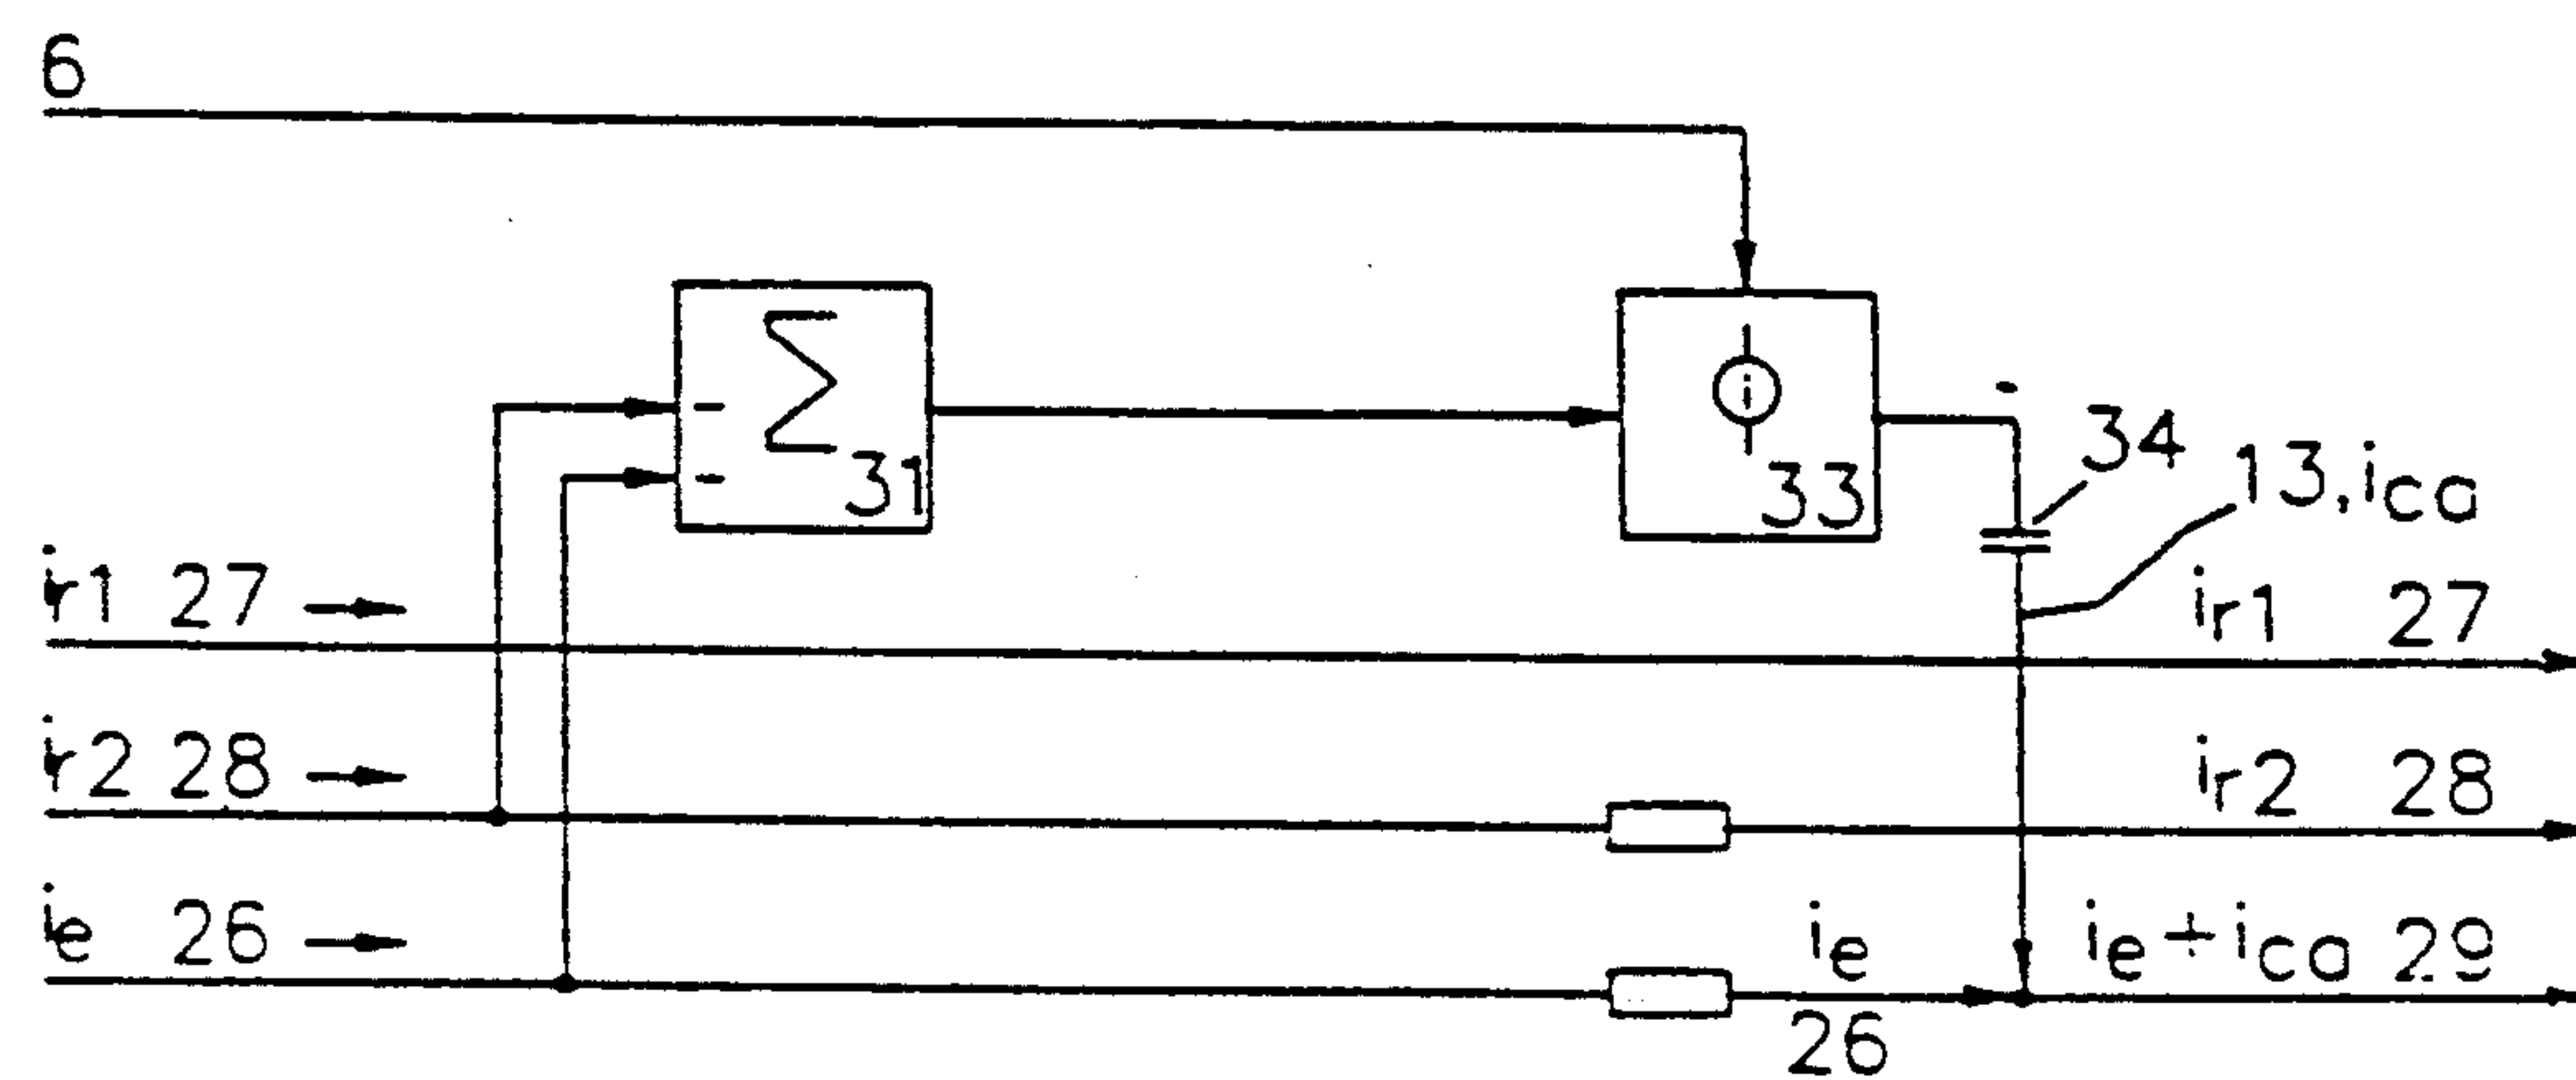 6
Σ
- 31
-
i
33
34
13, ica
ir1 27
ir1 27
ir2 28
ir2 28
ie 26
ie
26
ie + ica 29